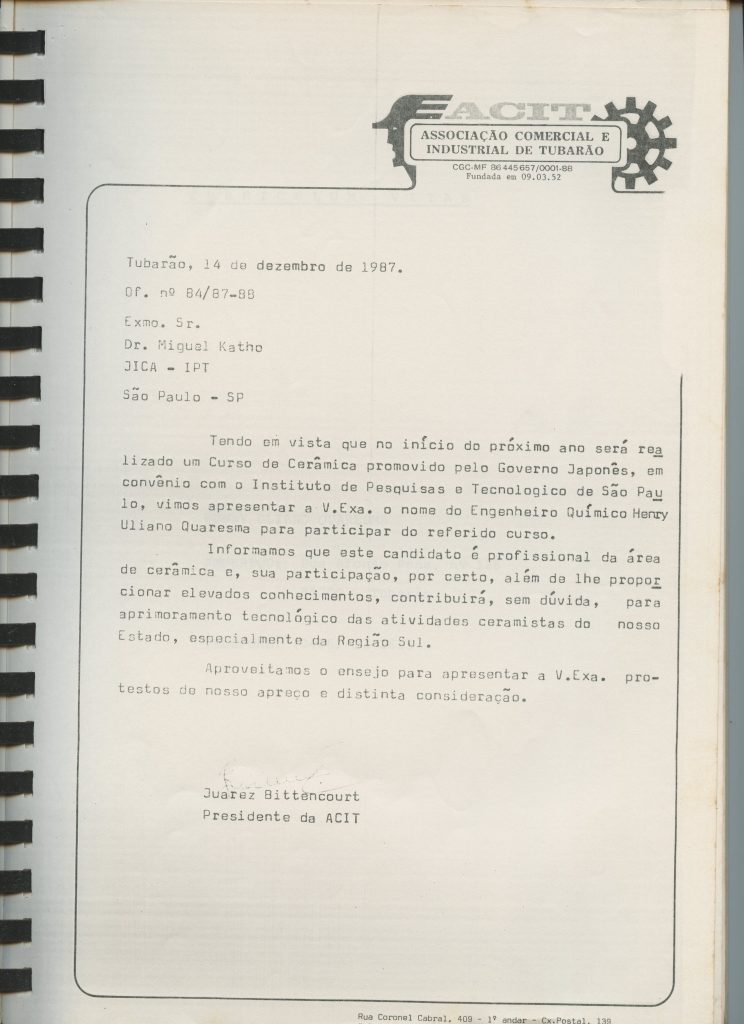 ACIT
ASSOCIAÇÃO COMERCIAL E
INDUSTRIAL DE TUBARÃO
CGC-MF 86 445 657/0001-88
Fundada em 09.03.52
Tubarão, 14 de dezembro de 1987.
Of. nº 84/87-88
Exmo. Sr.
Dr. Miguel Katho
JICA - IPT
São Paulo - SP
Tendo em vista que no início do próximo ano será rea
lizado um Curso de Cerâmica promovido pelo Governo Japonês, em
convênio com o Instituto de Pesquisas e Tecnologico de São Pau
lo, vimos apresentar a V.Exa. o nome do Engenheiro Químico Henry
Uliano Quaresma para participar do referido curso.
Informamos que este candidato é profissional da área
de cerâmica e, sua participação, por certo, além de lhe propor
cionar elevados conhecimentos, contribuirá, sem dúvida, para
aprimoramento tecnológico das atividades ceramistas do nosso
Estado, especialmente da Região Sul.
Aproveitamos o ensejo para apresentar a V.Exa. pro-
testos de nosso apreço e distinta consideração.
Juarez Bittencourt
Presidente da ACIT
Rua Coronel Cabral, 409 - 1º andar - Cx.Postal, 139